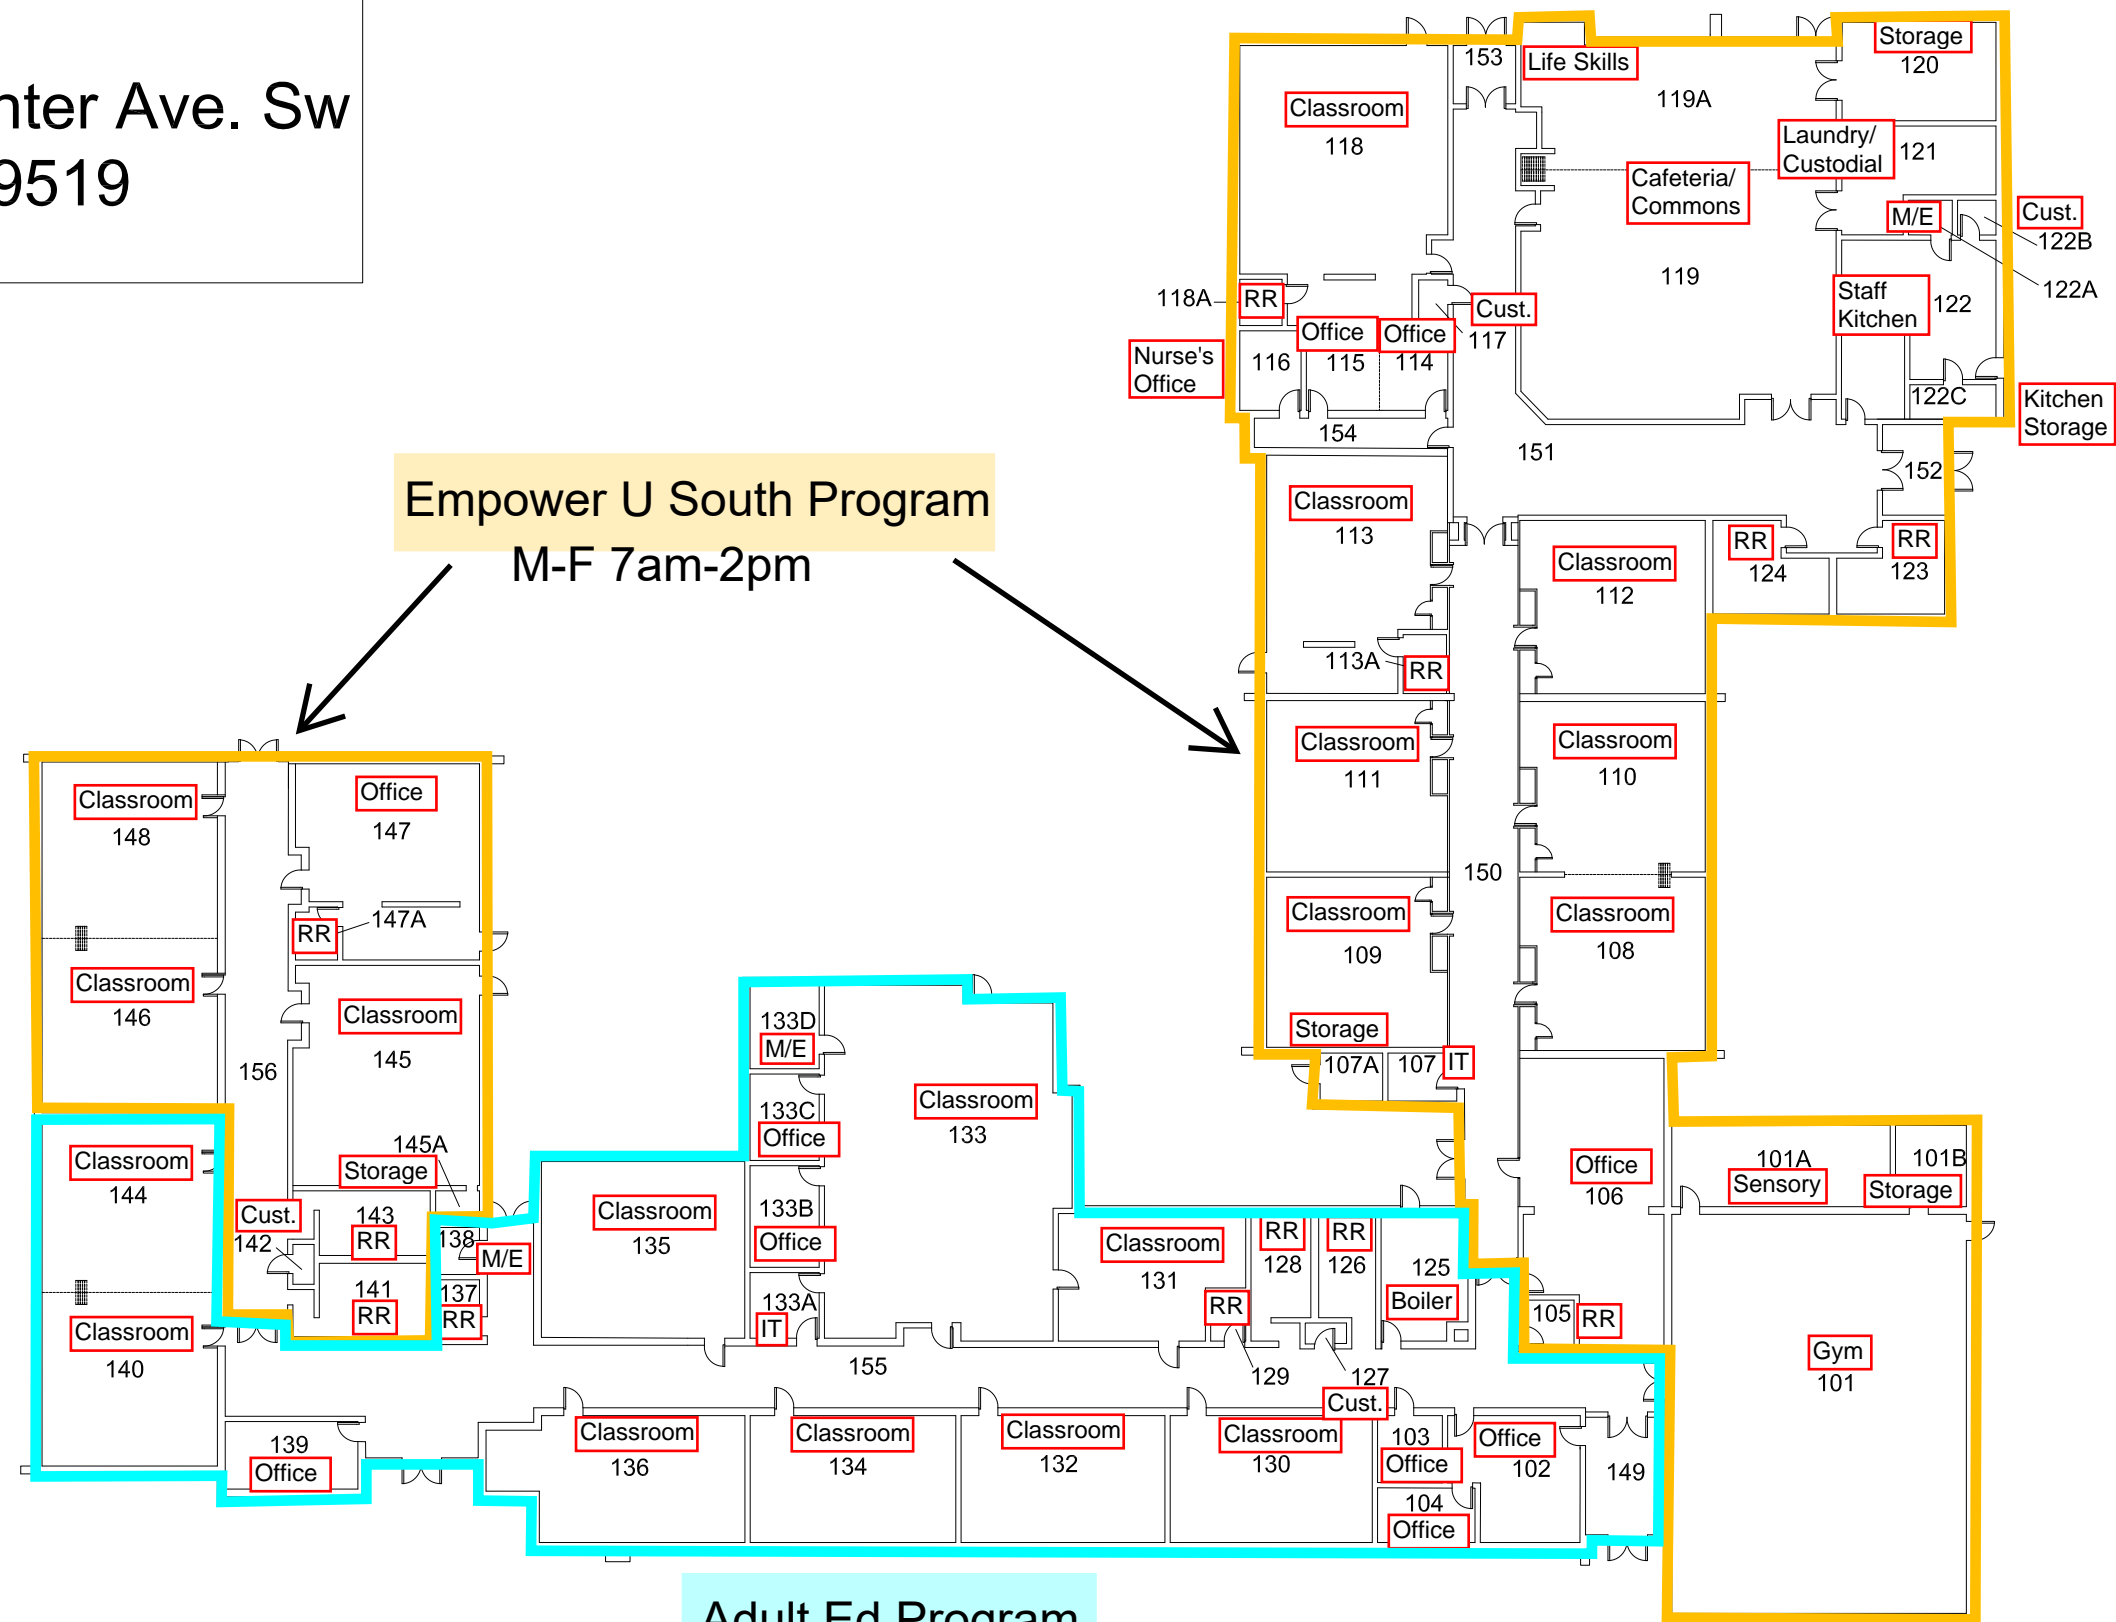 nter Ave. Sw
9519
Empower U South Program
M-F 7am-2pm
153
Life Skills
119A
Storage
120
Classroom
118
Laundry/
Custodial
121
Cafeteria/
Commons
M/E
Cust.
122B
122A
119
118A
RR
Cust.
117
Staff
Kitchen
122
Office
115
Office
114
Nurse's
Office
116
122C
Kitchen
Storage
154
151
152
Classroom
113
RR
124
RR
123
Classroom
112
113A
RR
Classroom
111
Classroom
110
150
Classroom
109
Classroom
108
Storage
107A
107
IT
Classroom
148
Office
147
147A
RR
Classroom
146
Classroom
145
156
145A
Storage
Classroom
144
Cust.
142
143
RR
138
M/E
141
RR
137
RR
Classroom
140
139
Office
133D
M/E
133C
Office
133B
Office
133A
IT
Classroom
133
Classroom
135
Classroom
131
RR
129
RR
128
RR
126
127
Cust.
125
Boiler
155
Office
106
105
RR
101A
Sensory
101B
Storage
Gym
101
Classroom
136
Classroom
134
Classroom
132
Classroom
130
103
Office
104
Office
Office
102
149
Adult Ed Program